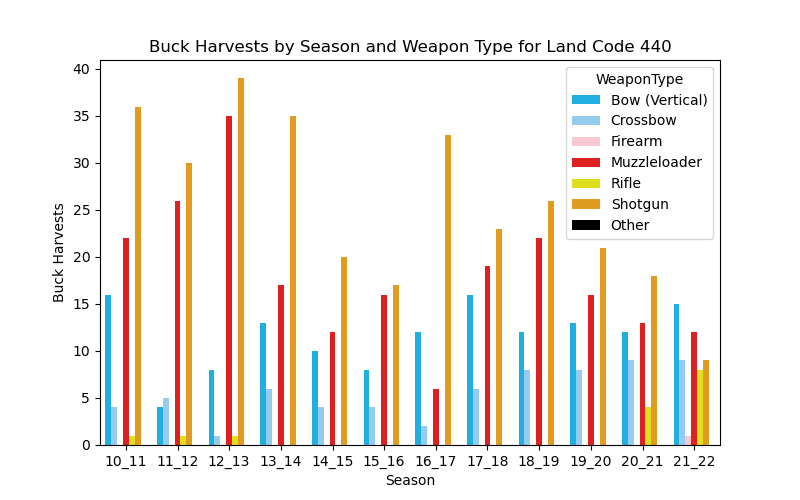 Buck Harvests by Season and Weapon Type for Land Code 440
WeaponType
Bow (Vertical)
Crossbow
Firearm
Muzzleloader
Rifle
Shotgun
Other
Buck Harvests
40
35
30
25
20
15
10
5
0
10_11 11_12 12_13 13_14 14_15 15_16 16_17 17_18 18_19 19_20 20_21 21_22
Season